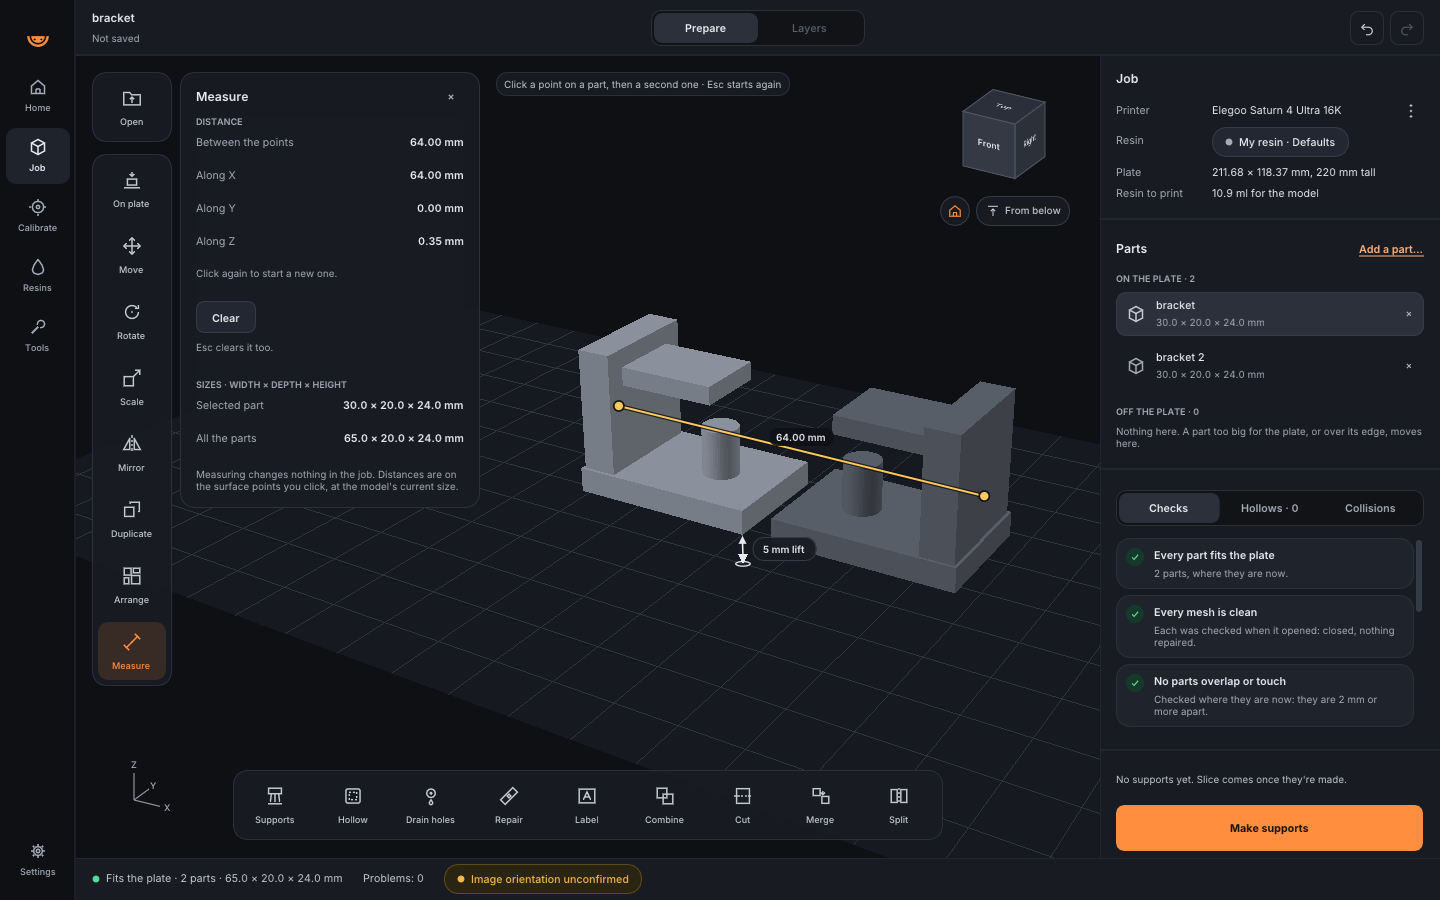 bracket
Not saved
Prepare
Layers
Home
Job
Calibrate
Resins
Tools
Settings
Open
On plate
Move
Rotate
Scale
Mirror
Duplicate
Arrange
Measure
Measure
×
DISTANCE
Between the points 64.00 mm
Along X 64.00 mm
Along Y 0.00 mm
Along Z 0.35 mm
Click again to start a new one.
Clear
Esc clears it too.
SIZES · WIDTH × DEPTH × HEIGHT
Selected part 30.0 × 20.0 × 24.0 mm
All the parts 65.0 × 20.0 × 24.0 mm
Measuring changes nothing in the job. Distances are on
the surface points you click, at the model's current size.
Click a point on a part, then a second one · Esc starts again
Top
Front
Right
From below
64.00 mm
5 mm lift
Z
Y
X
Supports
Hollow
Drain holes
Repair
Label
Combine
Cut
Merge
Split
Job
Printer Elegoo Saturn 4 Ultra 16K
Resin My resin · Defaults
Plate 211.68 × 118.37 mm, 220 mm tall
Resin to print 10.9 ml for the model
Parts
Add a part...
ON THE PLATE · 2
bracket
30.0 × 20.0 × 24.0 mm
×
bracket 2
30.0 × 20.0 × 24.0 mm
×
OFF THE PLATE · 0
Nothing here. A part too big for the plate, or over its edge, moves
here.
Checks
Hollows · 0
Collisions
Every part fits the plate
2 parts, where they are now.
Every mesh is clean
Each was checked when it opened: closed, nothing
repaired.
No parts overlap or touch
Checked where they are now: they are 2 mm or
more apart.
No supports yet. Slice comes once they're made.
Make supports
Fits the plate · 2 parts · 65.0 × 20.0 × 24.0 mm
Problems: 0
Image orientation unconfirmed